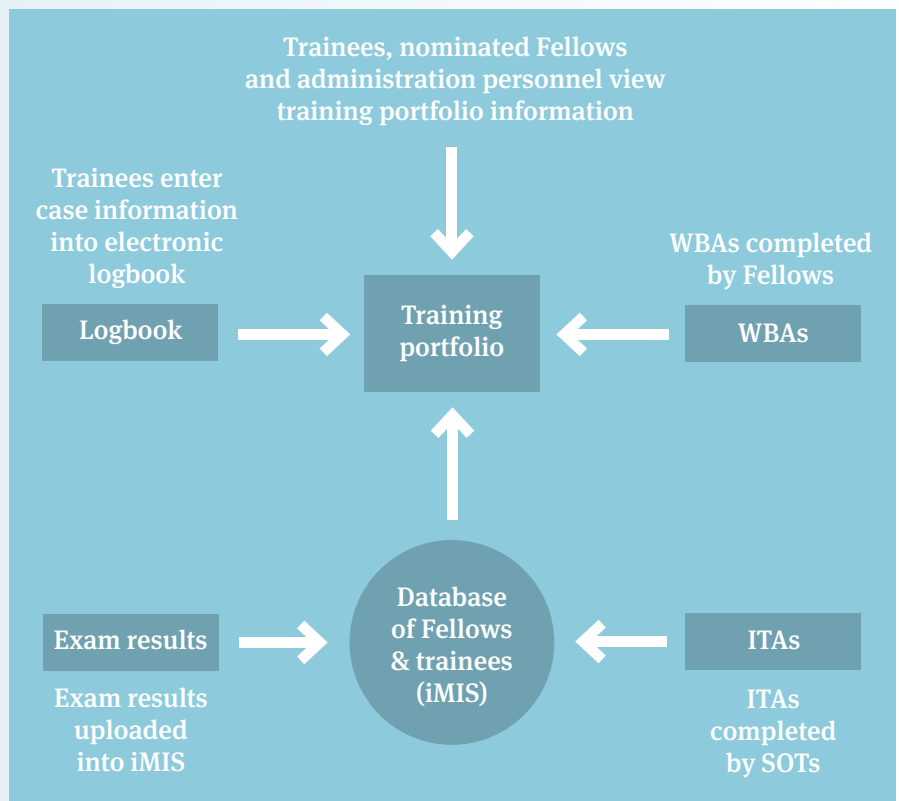 Trainees, nominated Fellows
and administration personnel view
training portfolio information
Trainees enter
case information
into electronic
logbook
Logbook
Training
portfolio
WBAs completed
by Fellows
WBAs
Exam results
Exam results
uploaded
into iMIS
Database
of Fellows
& trainees
(iMIS)
ITAs
ITAs
completed
by SOTs